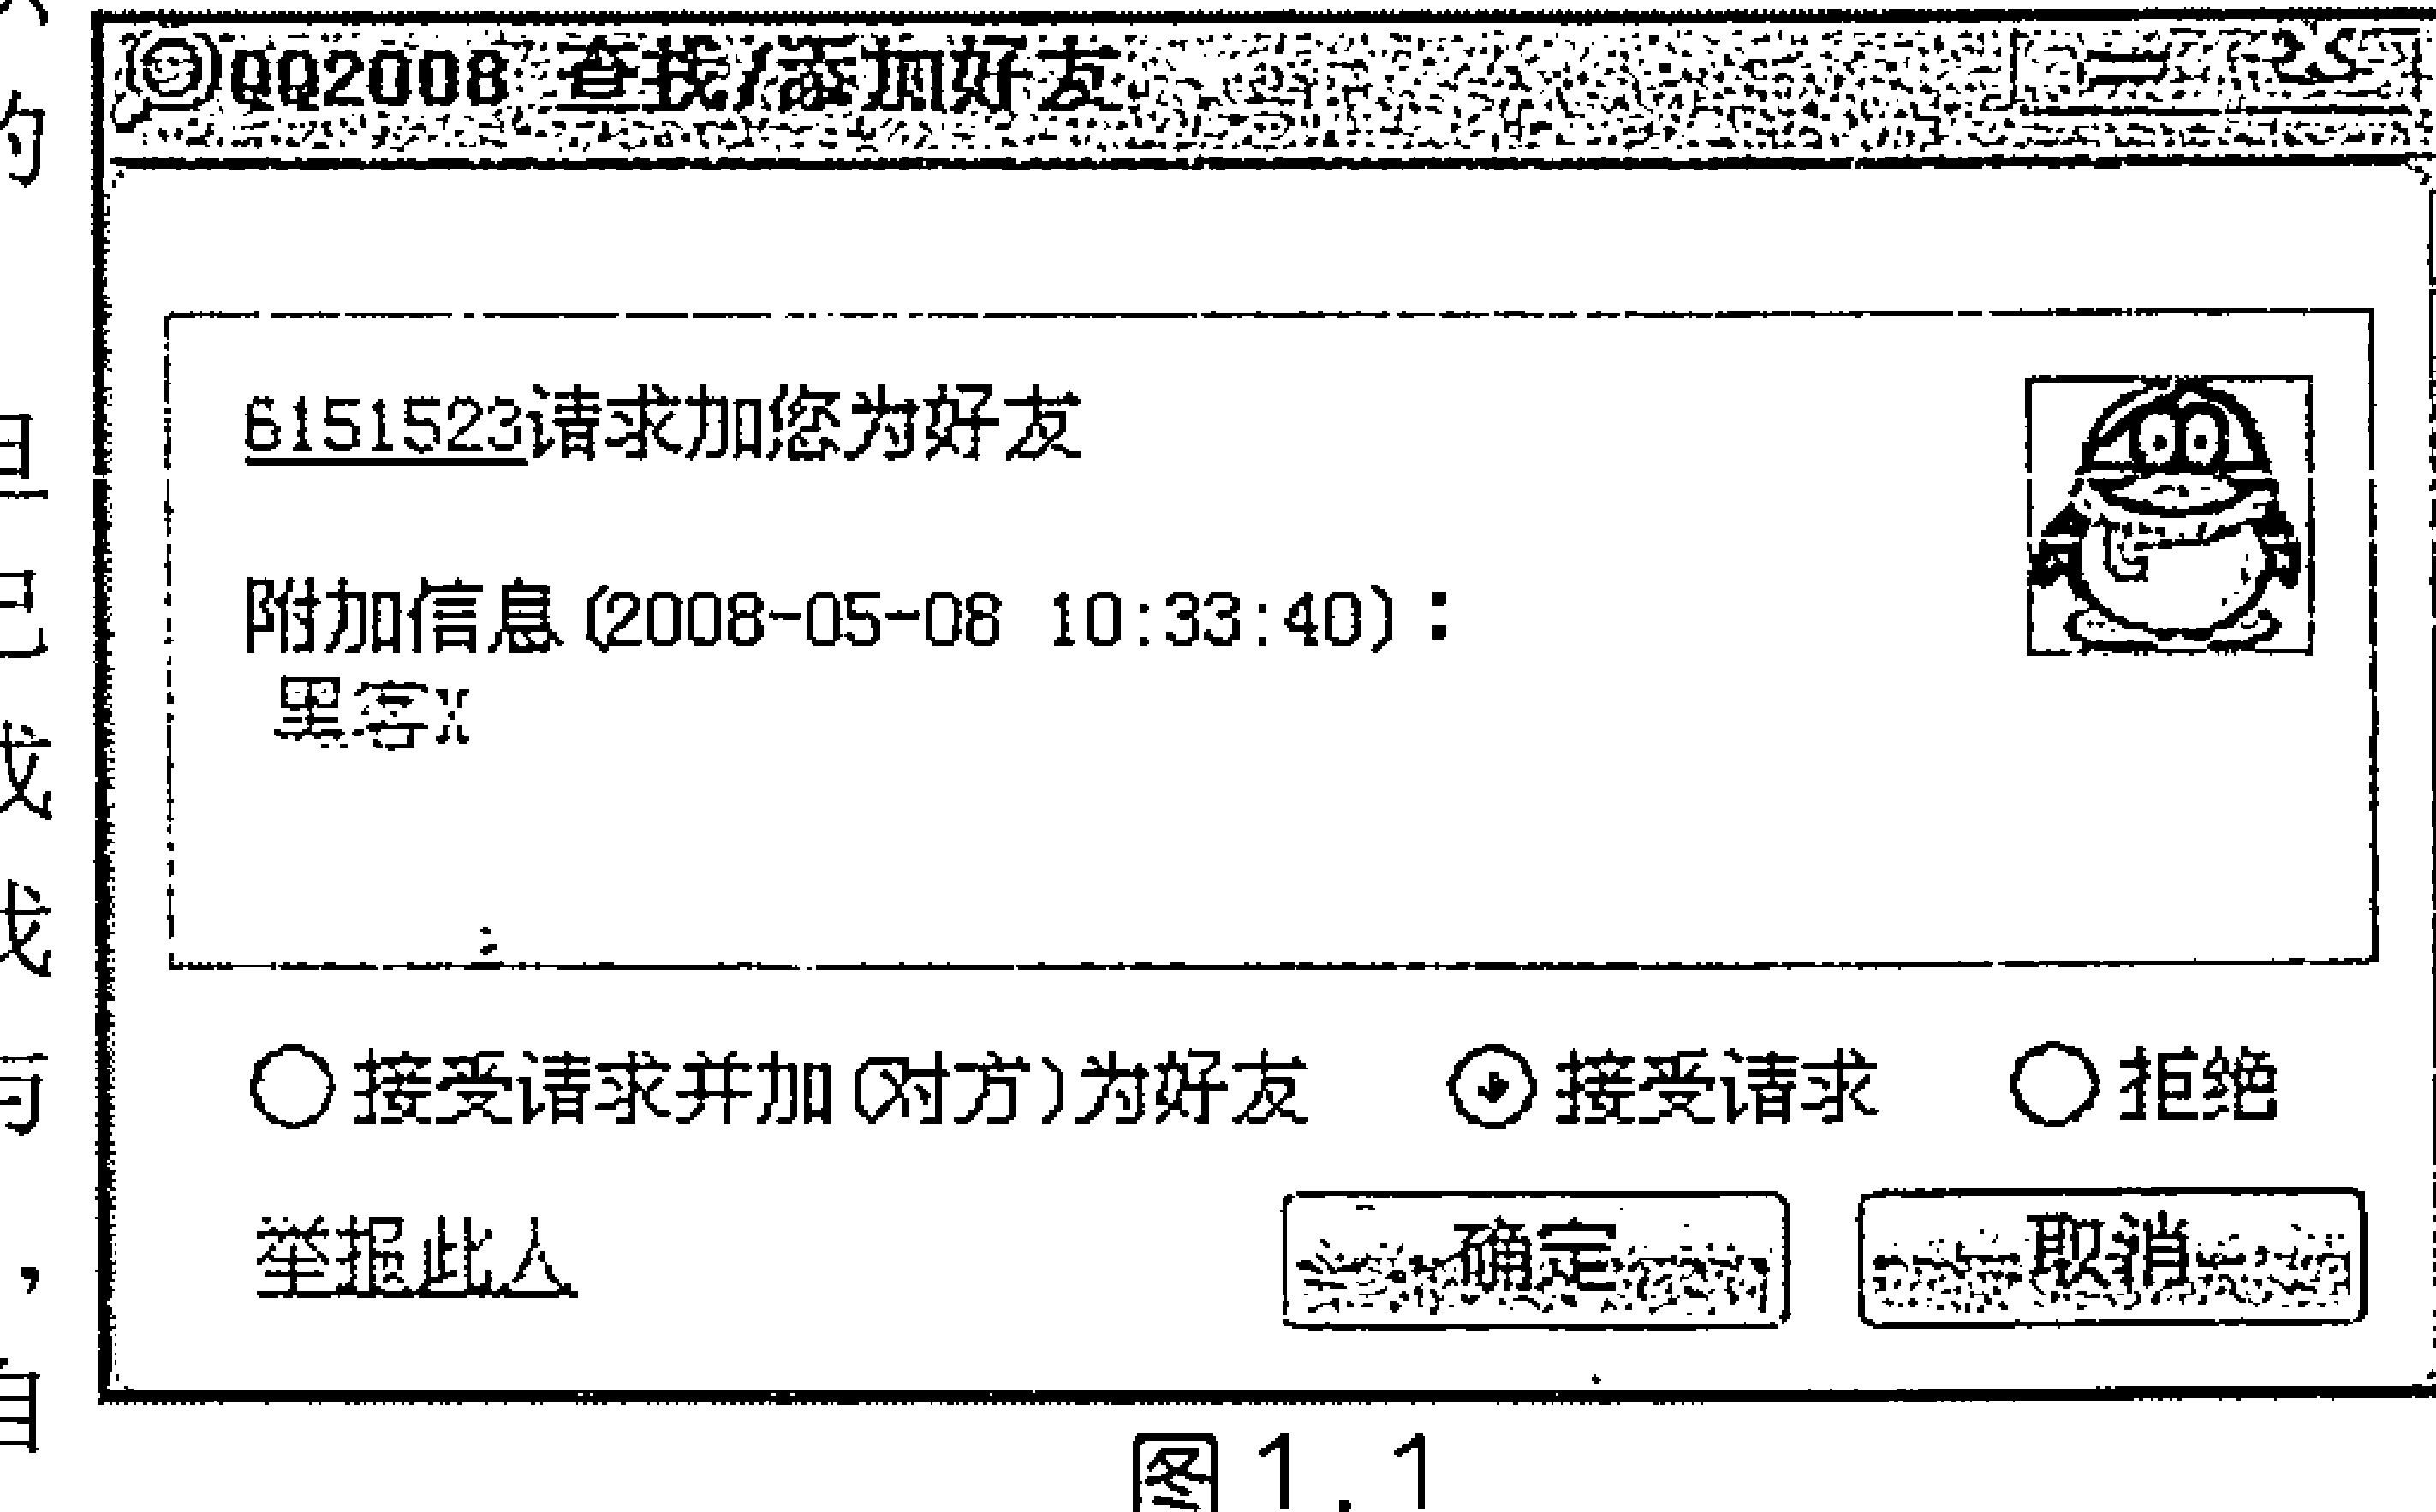 QQ2008 查找/添加好友
6151523请求加您为好友
附加信息(2008-05-08 10:33:40):
黑客X
接受请求并加(对方)为好友 接受请求 拒绝
举报此人 确定 取消
图1.1